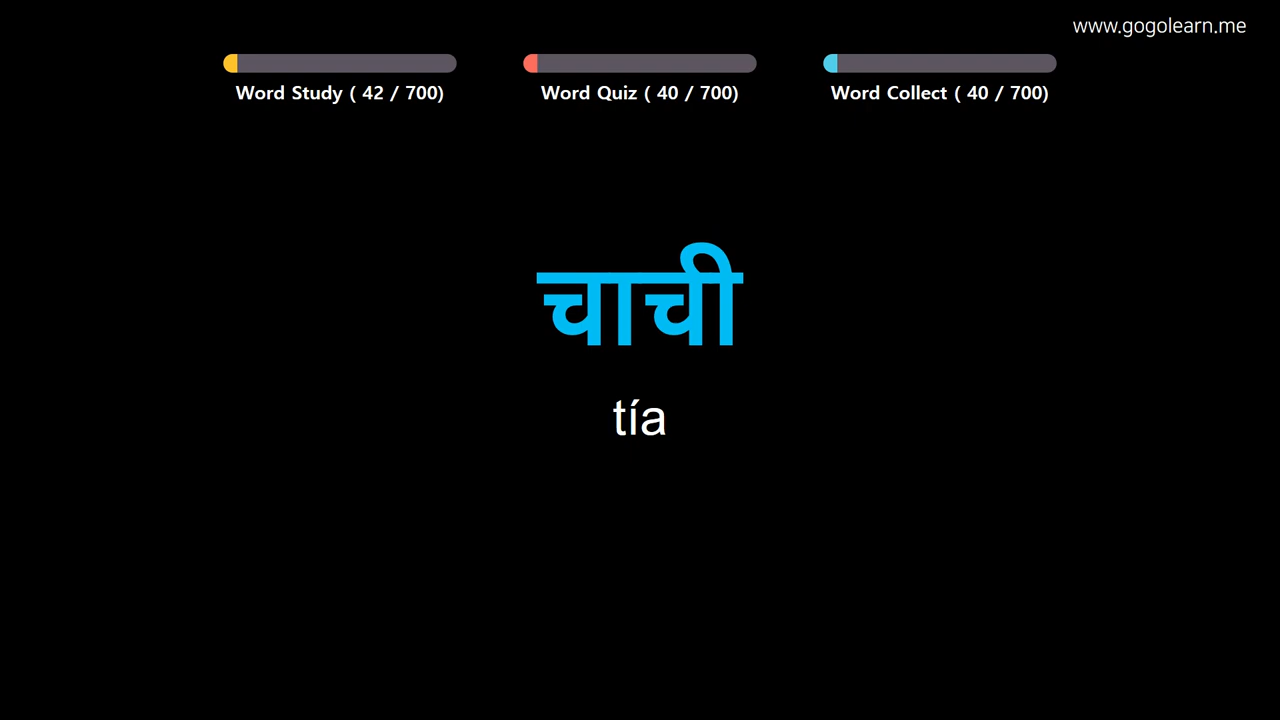 www.gogolearn.me
Word Study ( 42 / 700)
Word Quiz ( 40 / 700)
Word Collect ( 40 / 700)
चाची
tía